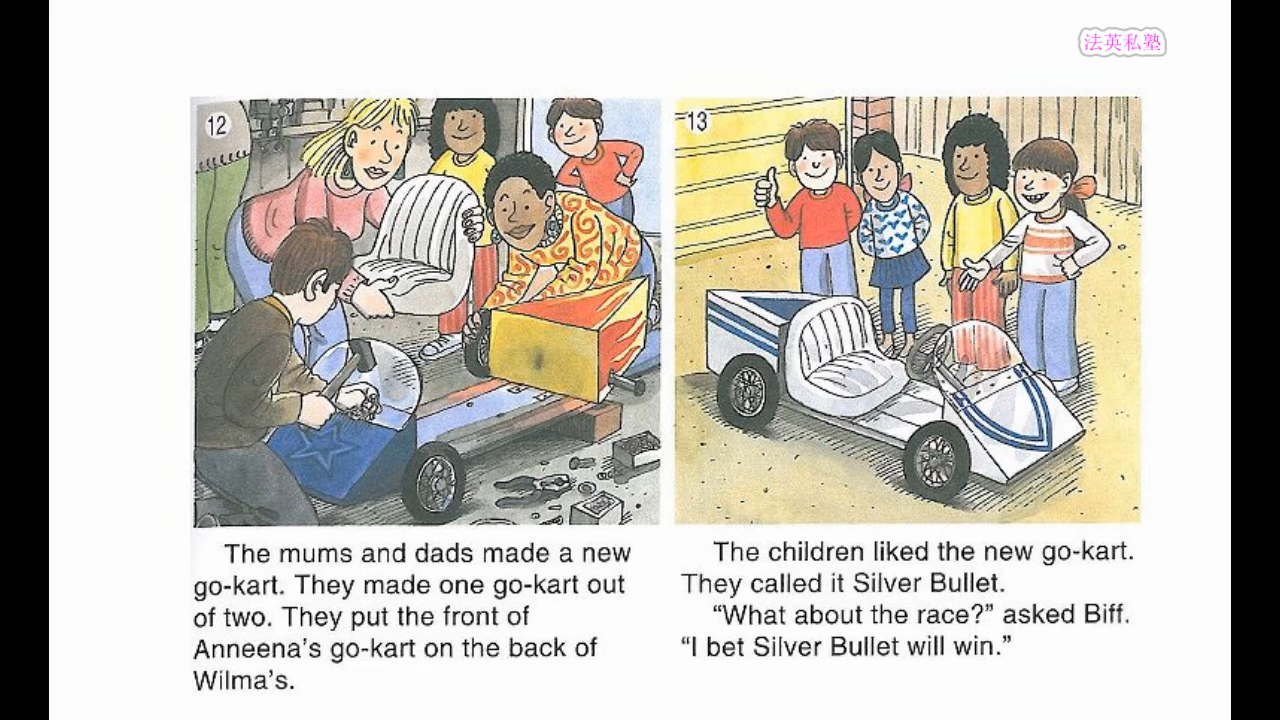 法英私塾
12
13
The mums and dads made a new
go-kart. They made one go-kart out
of two. They put the front of
Anneena's go-kart on the back of
Wilma's.
The children liked the new go-kart.
They called it Silver Bullet.
“What about the race?” asked Biff.
“I bet Silver Bullet will win.”